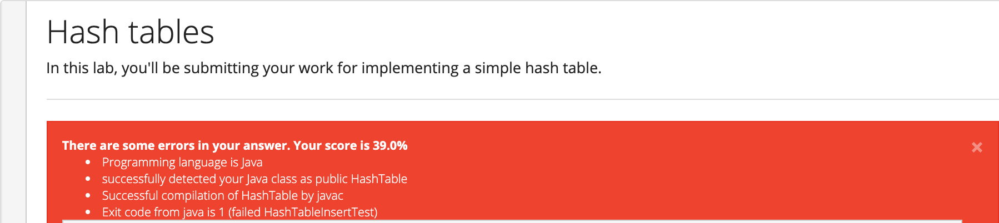 Hash tables
In this lab, you'll be submitting your work for implementing a simple hash table.
There are some errors in your answer. Your score is 39.0%
Programming language is Java
successfully detected your Java class as public HashTable
Successful compilation of HashTable by javac
Exit code from java is 1 (failed HashTableInsertTest)